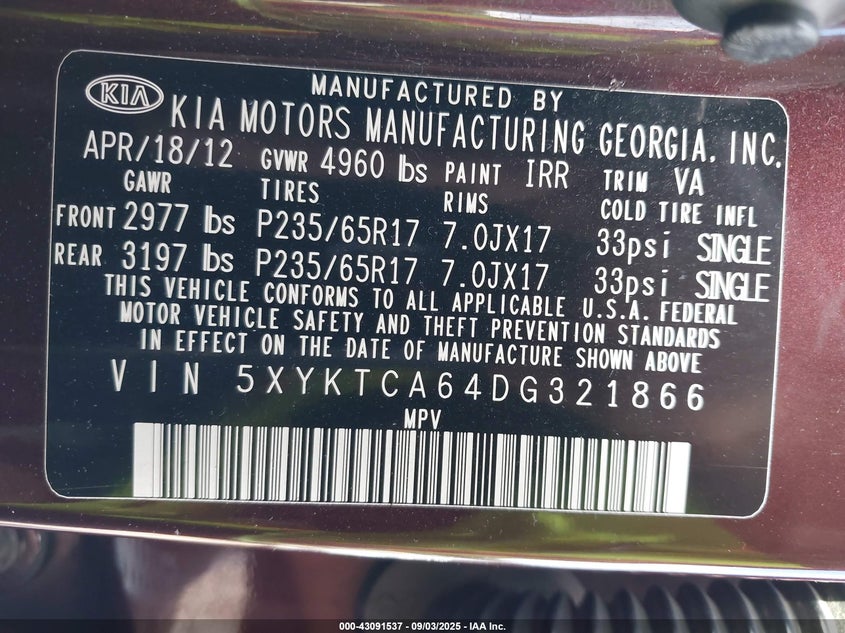 MANUFACTURED BY
KIA KIA MOTORS MANUFACTURING GEORGIA, INC.
APR/18/12 GVWR 4960 lbs PAINT IRR TRIM VA
GAWR TIRES RIMS COLD TIRE INFL
FRONT 2977 lbs P235/65R17 7.0JX17 33psi SINGLE
REAR 3197 lbs P235/65R17 7.0JX17 33psi SINGLE
THIS VEHICLE CONFORMS TO ALL APPLICABLE U.S.A. FEDERAL
MOTOR VEHICLE SAFETY AND THEFT PREVENTION STANDARDS
IN EFFECT ON THE DATE OF MANUFACTURE SHOWN ABOVE
VIN 5XYKTCA64DG321866
MPV
000-43091537 - 09/03/2025 - IAA Inc.